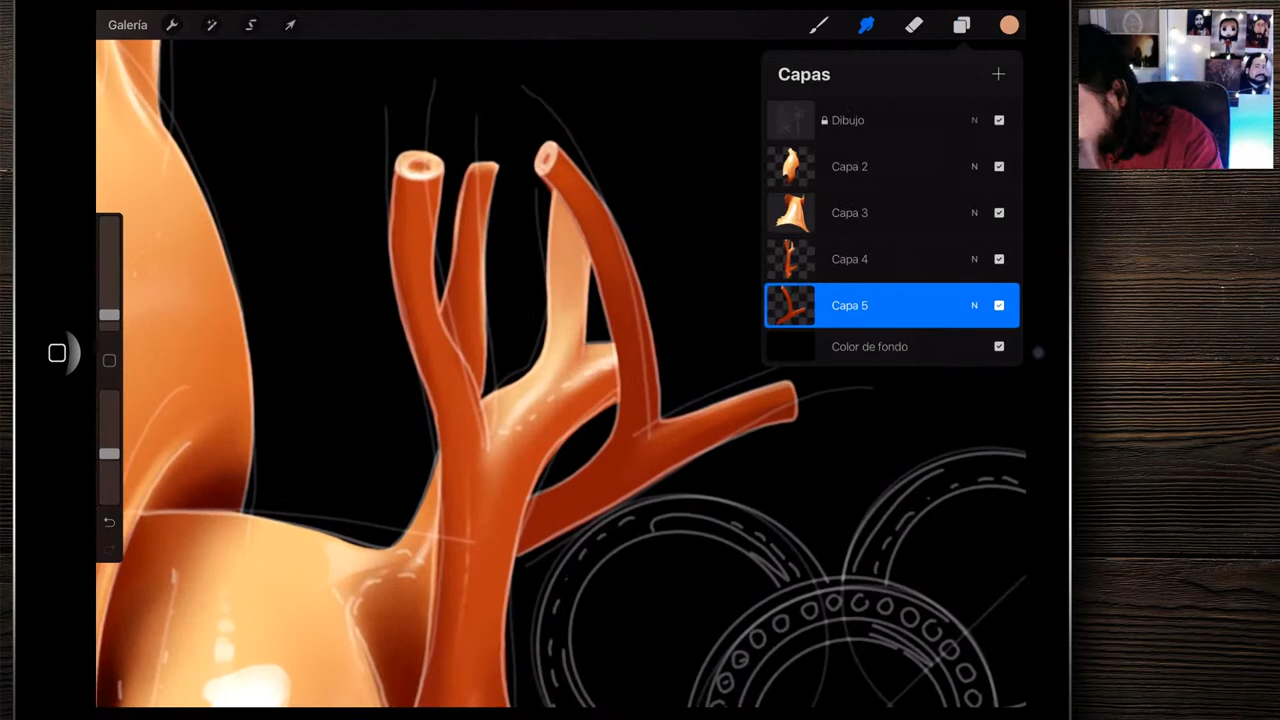 Galería
Capas
Dibujo N
Capa 2 N
Capa 3 N
Capa 4 N
Capa 5 N
Color de fondo